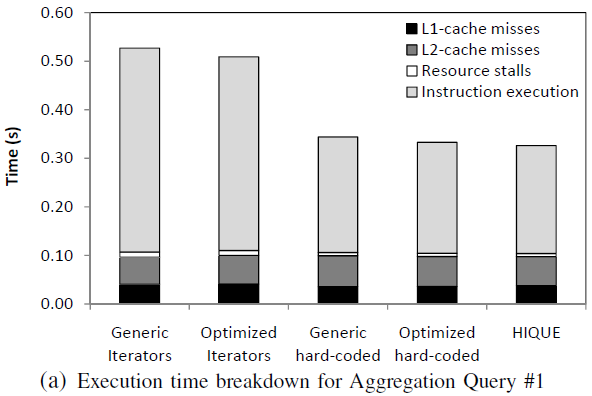 0.60
0.50
0.40
0.30
0.20
0.10
0.00
Time (s)
L1-cache misses
L2-cache misses
Resource stalls
Instruction execution
Generic Iterators
Optimized Iterators
Generic hard-coded
Optimized hard-coded
HIQUE
(a) Execution time breakdown for Aggregation Query #1